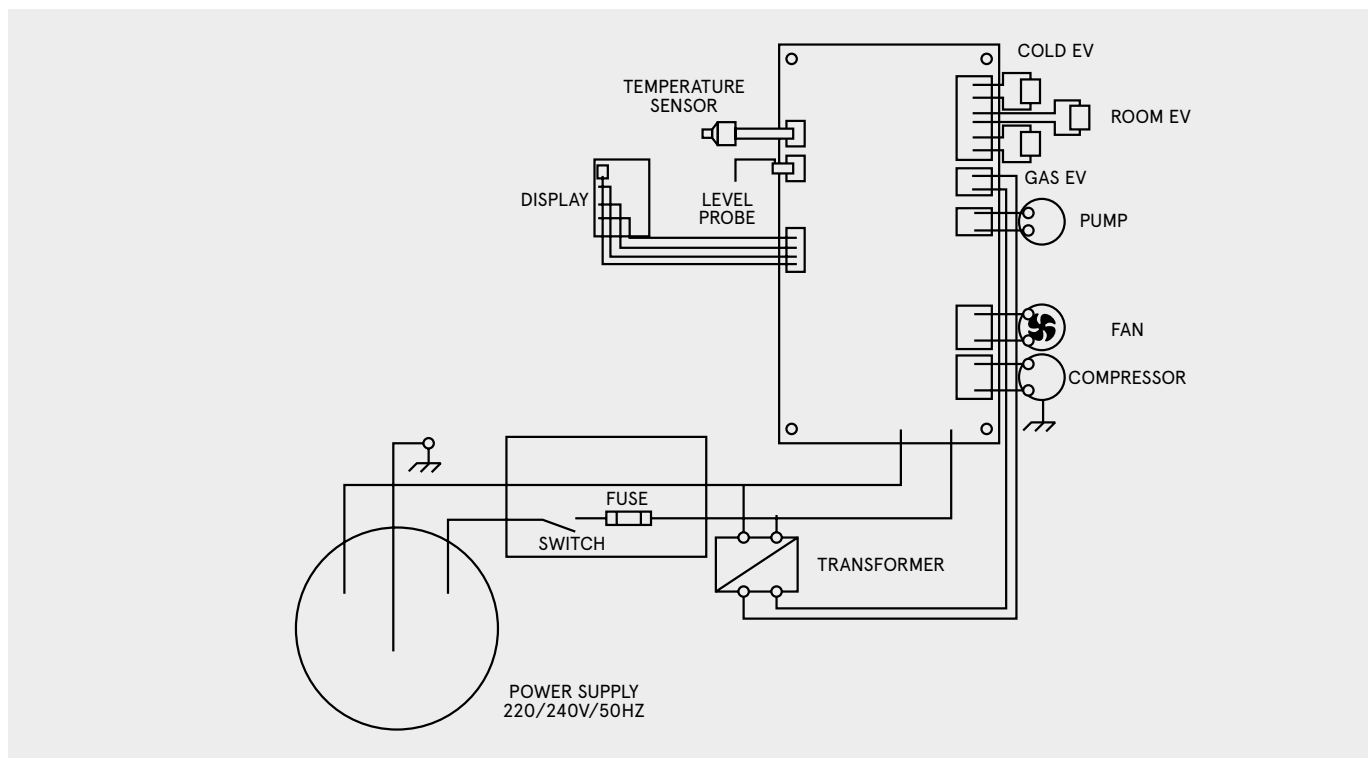 COLD EV
TEMPERATURE
SENSOR
ROOM EV
GAS EV
DISPLAY
LEVEL
PROBE
PUMP
FAN
COMPRESSOR
FUSE
SWITCH
TRANSFORMER
POWER SUPPLY
220/240V/50HZ